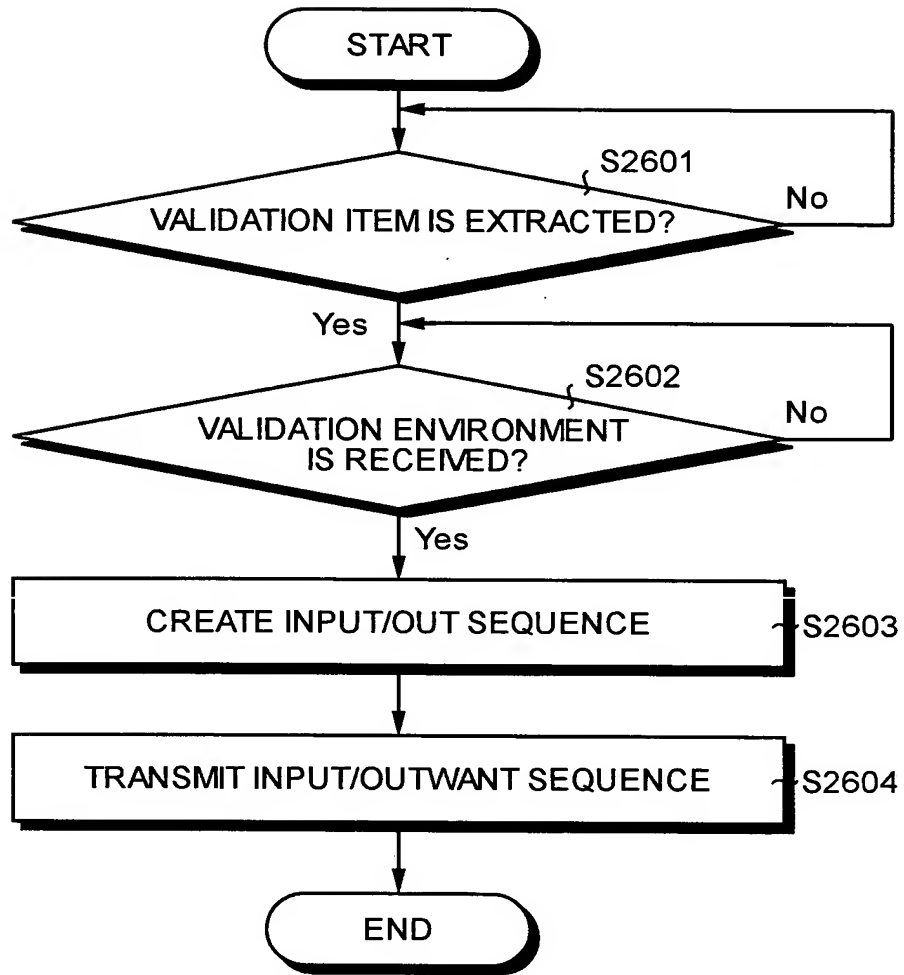 START
S2601
No
VALIDATION ITEM IS EXTRACTED?
Yes
S2602
No
VALIDATION ENVIRONMENT
IS RECEIVED?
Yes
CREATE INPUT/OUT SEQUENCE
S2603
TRANSMIT INPUT/OUTWANT SEQUENCE
S2604
END